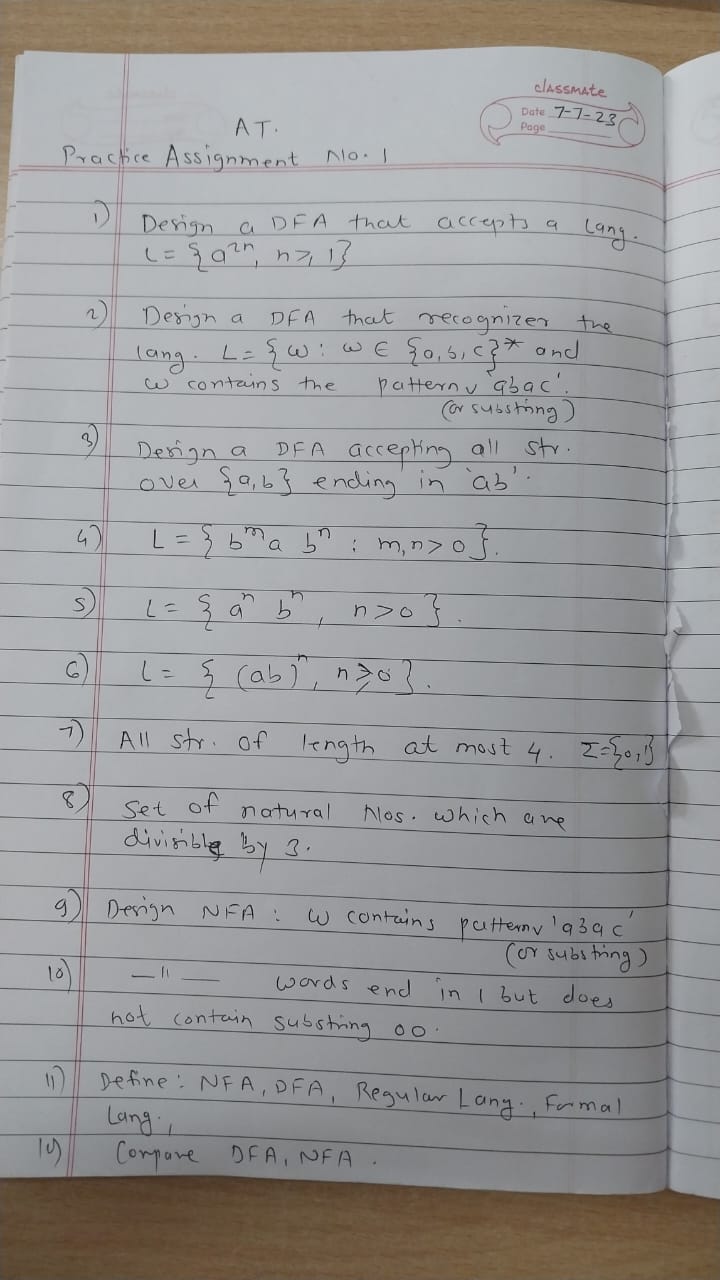 classmate
Date 7-7-23
Page
AT.
Practice Assignment No. 1
1) Design a DFA that accepts a lang.
L = {a²ⁿ, n ≥ 1}
2) Design a DFA that recognizes the
lang. L = {w : w ∈ {a,b,c}* and
w contains the pattern 'abac'.
(or substring)
3) Design a DFA accepting all str.
over {a,b} ending in 'ab'.
4) L = {bᵐa bⁿ : m,n > 0}.
5) L = {aⁿ bⁿ, n > 0}.
6) L = {(ab)ⁿ, n ≥ 0}.
7) All str. of length at most 4. Σ={0,1}
8) Set of natural Nos. which are
divisible by 3.
9) Design NFA : w contains pattern 'abac'
(or substring)
10) —"— words end in 1 but does
not contain substring 00.
11) Define: NFA, DFA, Regular Lang., Formal
Lang.,
12) Compare DFA, NFA.